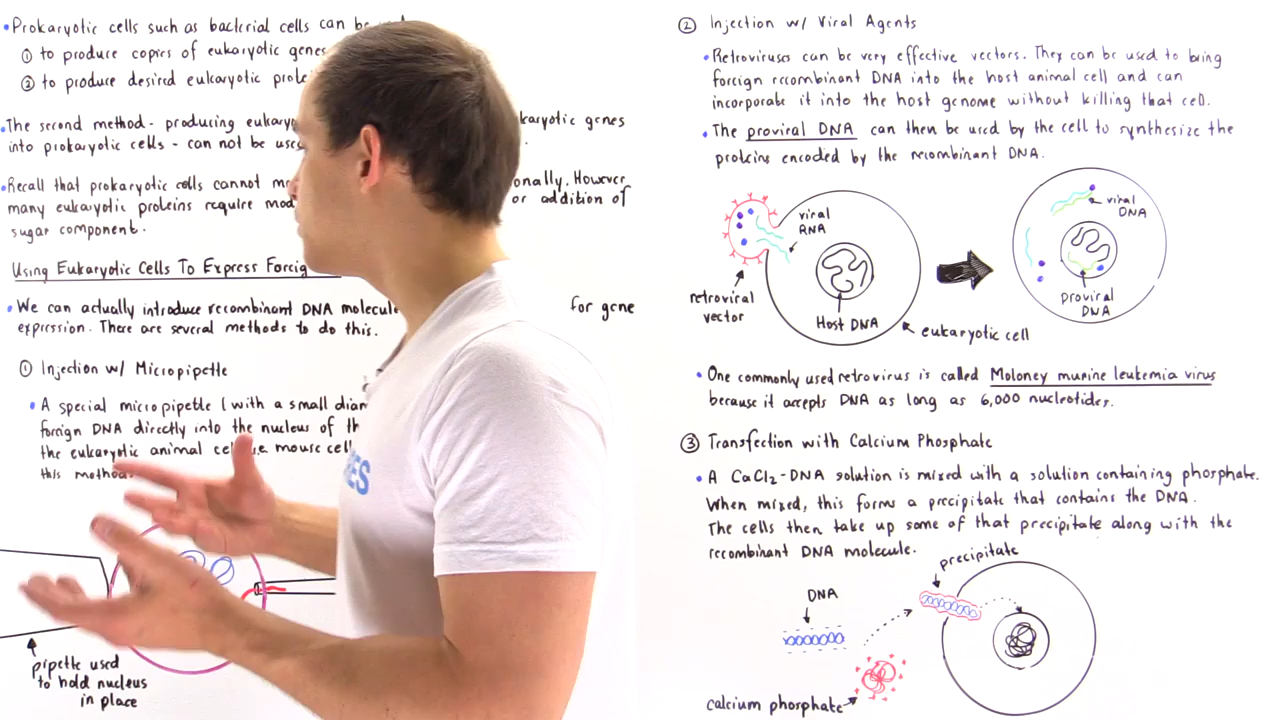 •Prokaryotic cells such as bacterial cells can be
① to produce copies of eukaryotic genes
② to produce desired eukaryotic
•The second method - producing
into prokaryotic cells - can not be
karyotic genes
•Recall that prokaryotic cells cannot
onally. However
many eukaryotic proteins require
or addition of
sugar component.
Using Eukaryotic Cells To Express
•We can actually introduce recombinant DNA
for gene
expression. There are several methods to do this.
① Injection w/ Micropipette
•A special micropipette (with a small
foreign DNA directly into the nucleus of
the eukaryotic animal i.e. mouse
this
pipette used
to hold nucleus
in place
RES
② Injection w/ Viral Agents
•Retroviruses can be very effective vectors. They can be used to bring
foreign recombinant DNA into the host animal cell and can
incorporate it into the host genome without killing that cell.
•The proviral DNA can then be used by the cell to synthesize the
proteins encoded by the recombinant DNA.
viral
RNA
retroviral
vector
Host DNA
eukaryotic cell
viral
DNA
proviral
DNA
•One commonly used retrovirus is called Moloney murine leukemia virus
because it accepts DNA as long as 6,000 nucleotides.
③ Transfection with Calcium Phosphate
•A CaCl2-DNA solution is mixed with a solution containing phosphate.
When mixed, this forms a precipitate that contains the DNA.
The cells then take up some of that precipitate along with the
recombinant DNA molecule.
precipitate
DNA
calcium phosphate